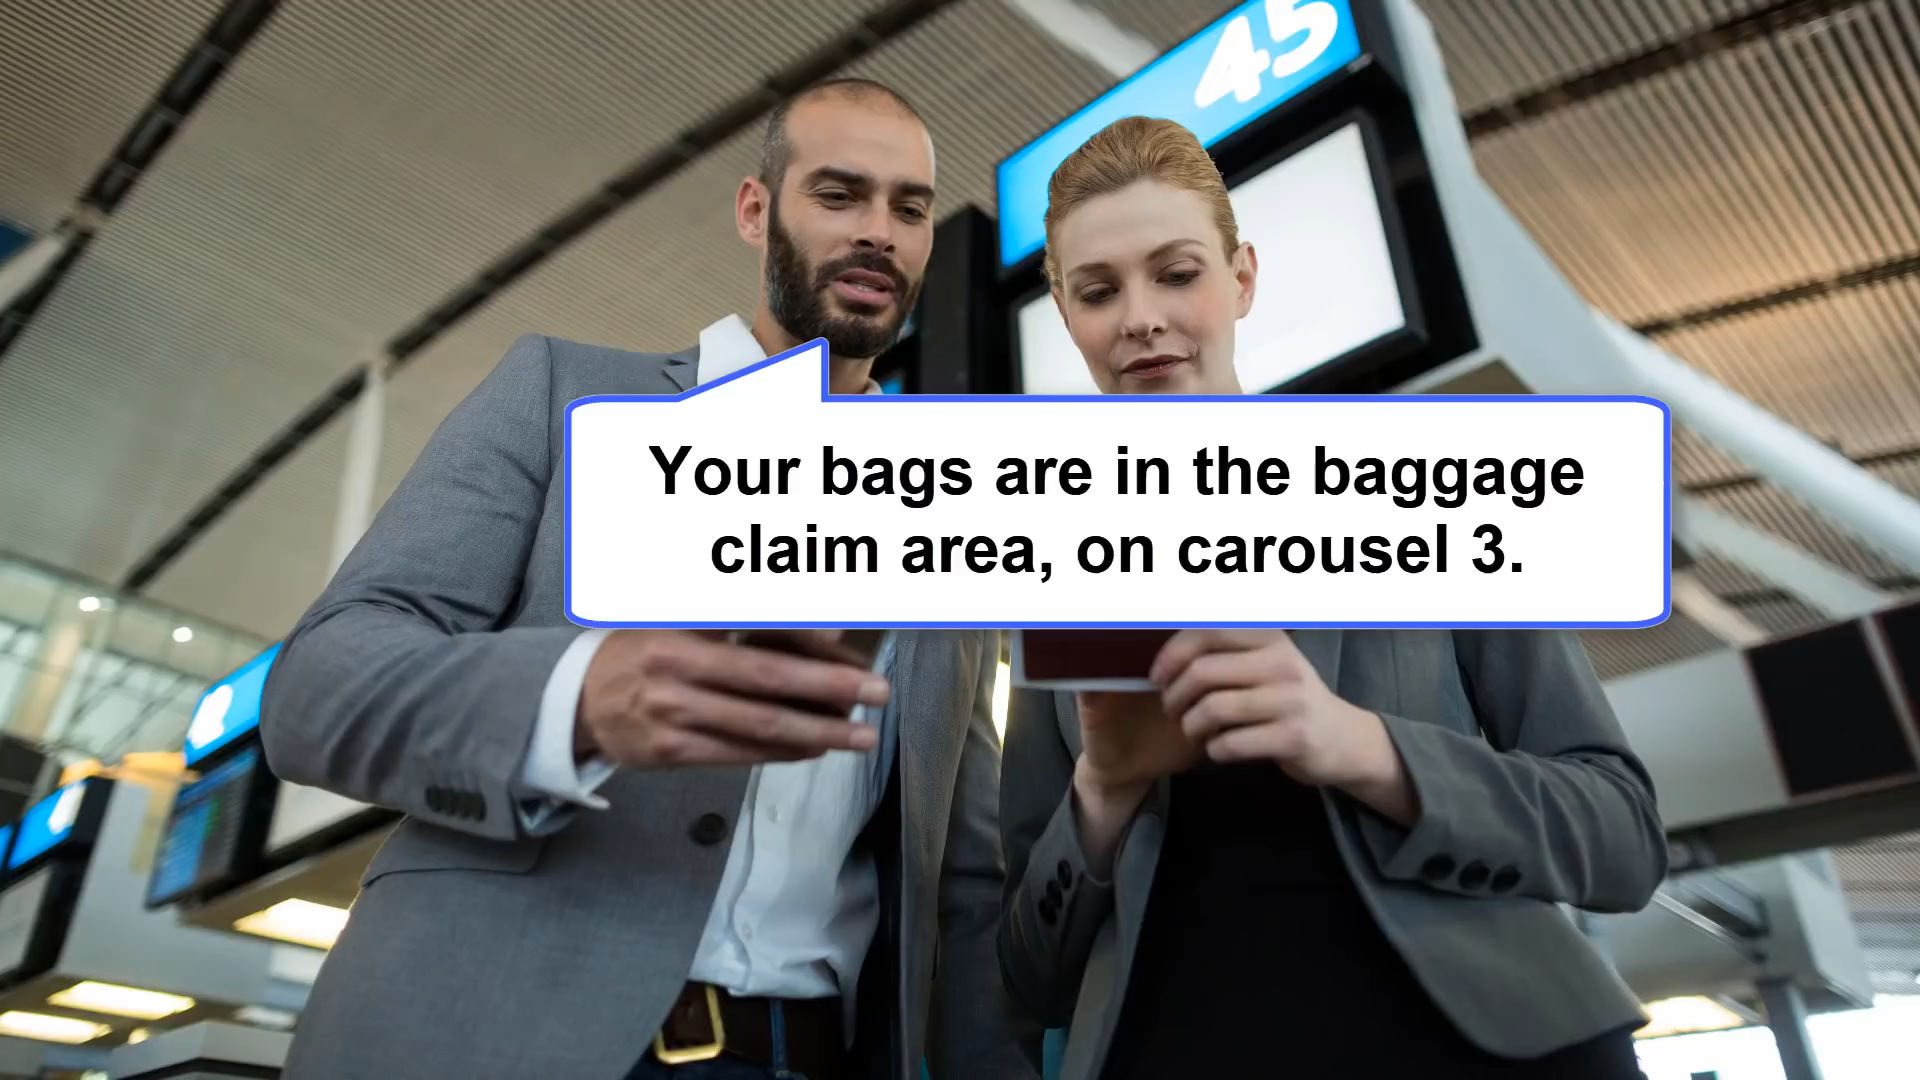 45
Your bags are in the baggage
claim area, on carousel 3.